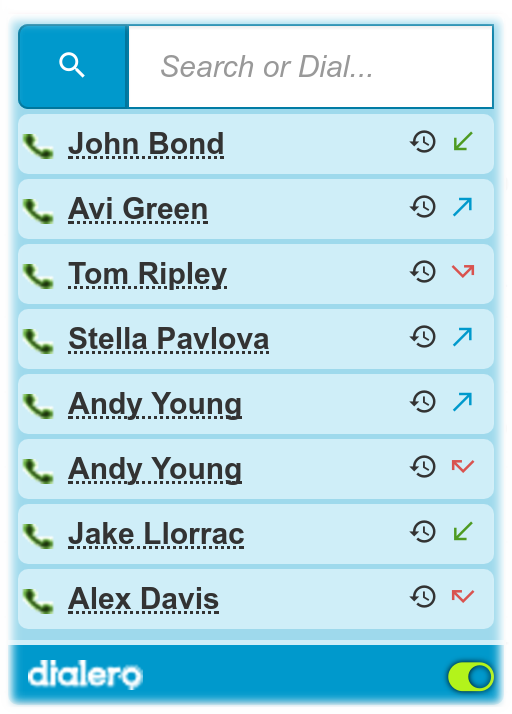 Search or Dial...
John Bond
Avi Green
Tom Ripley
Stella Pavlova
Andy Young
Andy Young
Jake Llorrac
Alex Davis
dialero